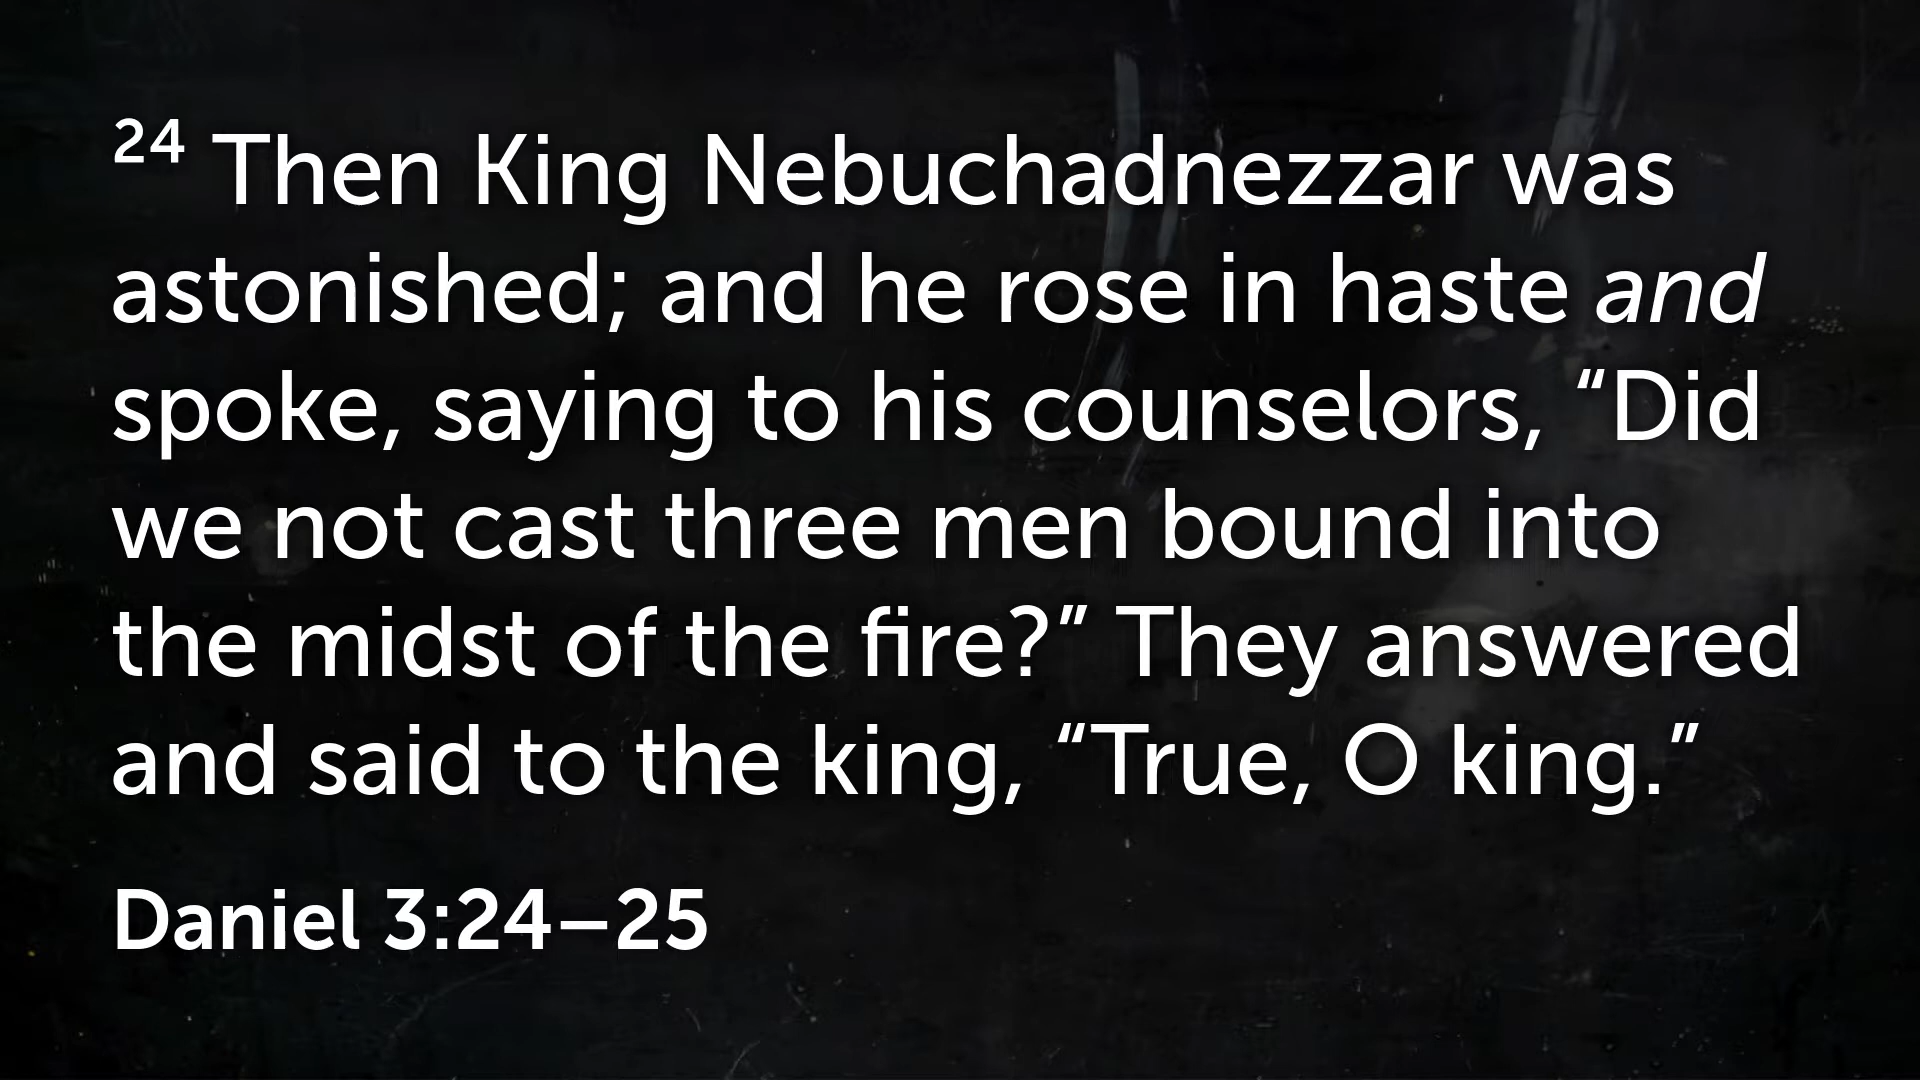 24 Then King Nebuchadnezzar was
astonished; and he rose in haste and
spoke, saying to his counselors, “Did
we not cast three men bound into
the midst of the fire?” They answered
and said to the king, “True, O king.”
Daniel 3:24–25